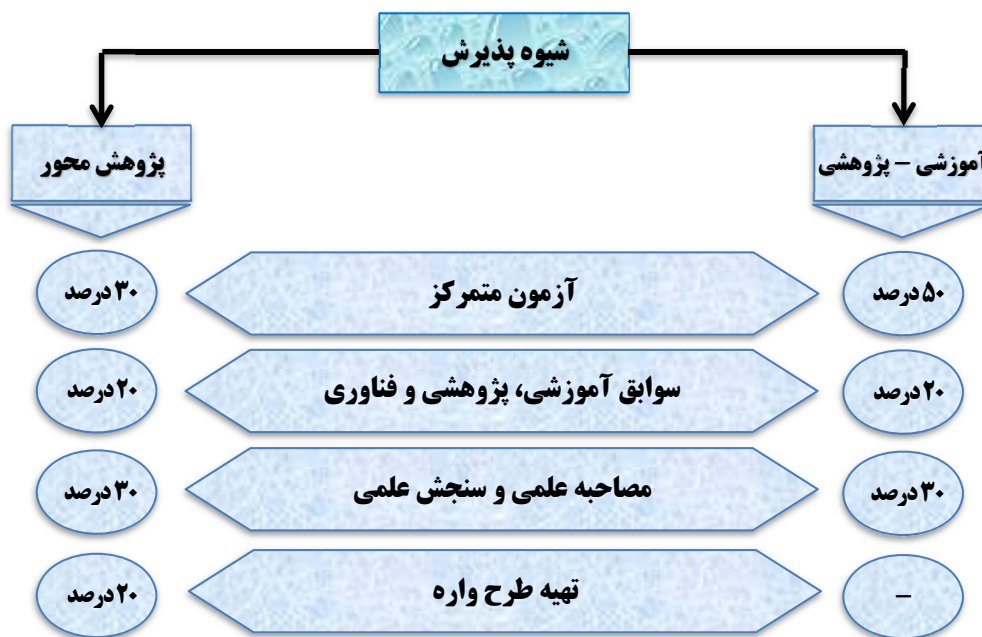 شیوه پذیرش
آموزشی – پژوهشی
پژوهش محور
۵۰ درصد
آزمون متمرکز
۳۰ درصد
۲۰ درصد
سوابق آموزشی، پژوهشی و فناوری
۲۰ درصد
۳۰ درصد
مصاحبه علمی و سنجش علمی
۳۰ درصد
–
تهیه طرح واره
۲۰ درصد